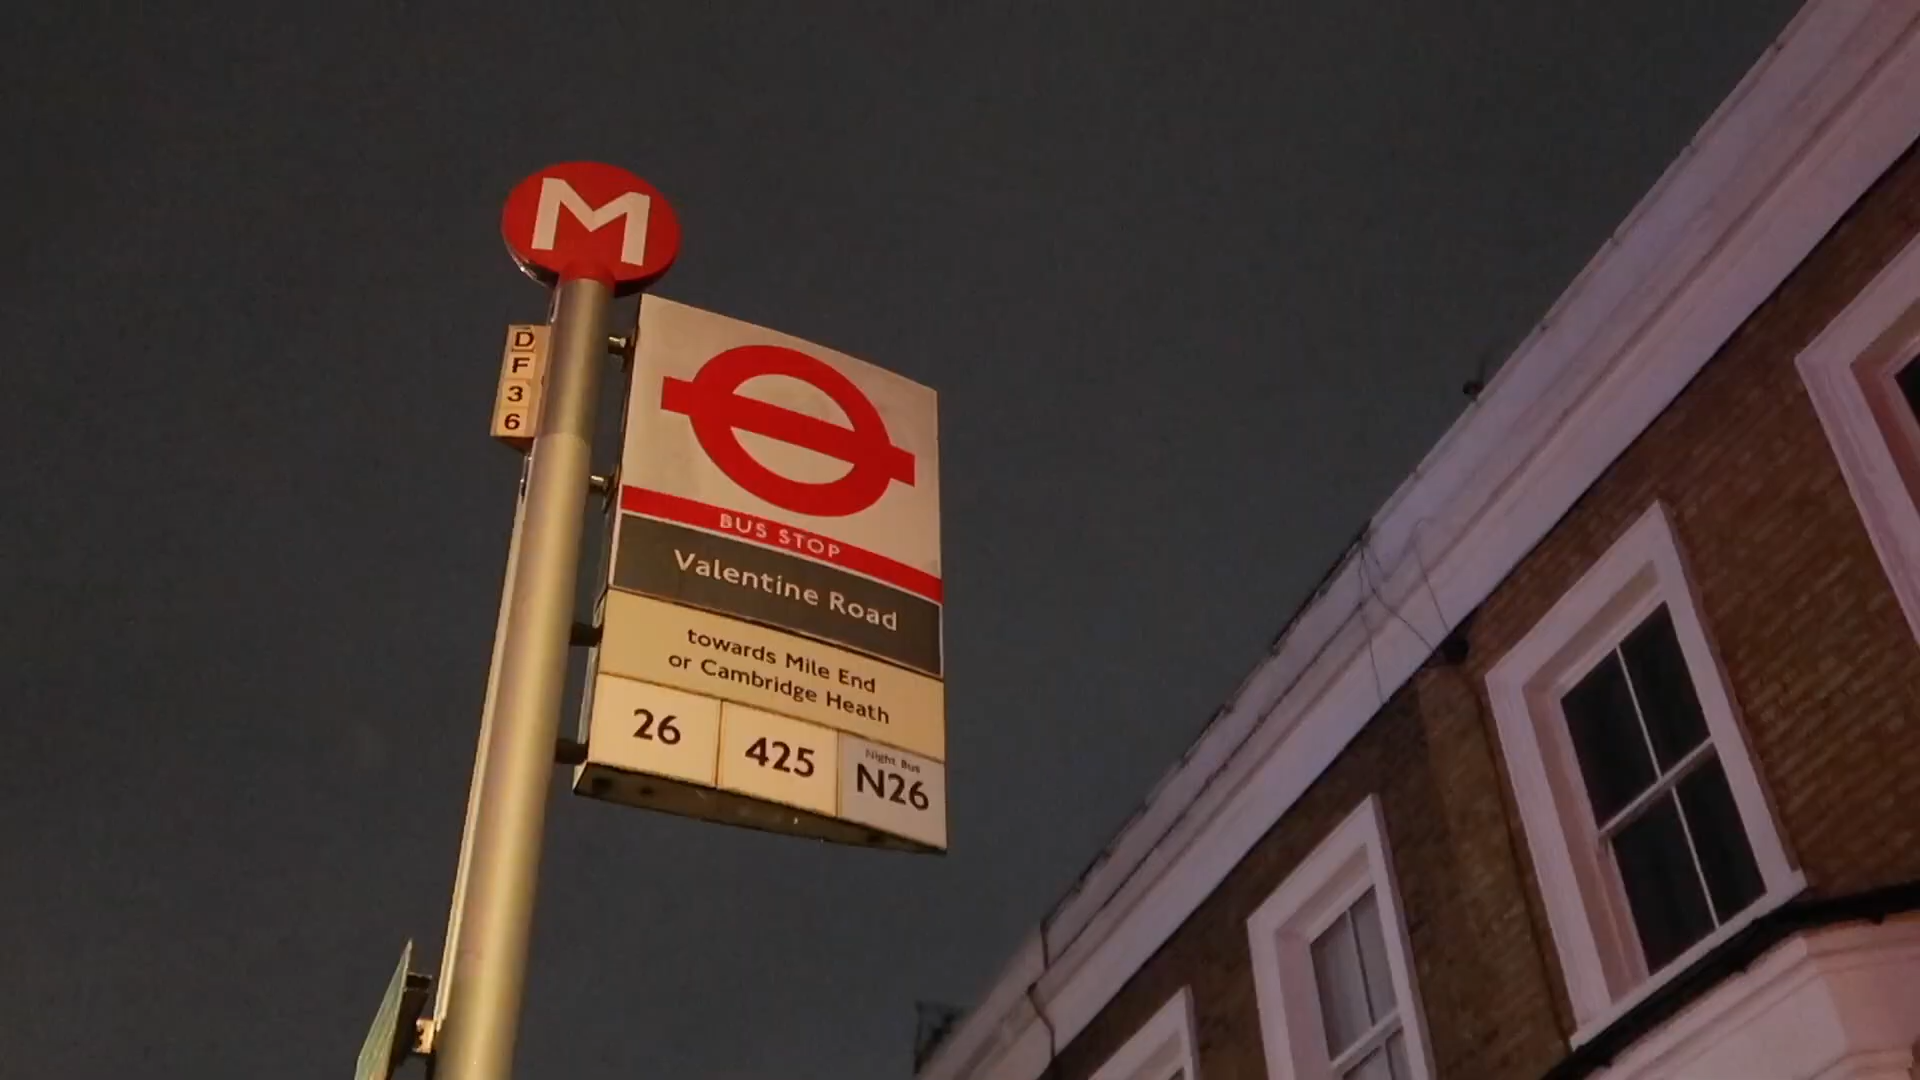 M
D
F
3
6
BUS STOP
Valentine Road
towards Mile End
or Cambridge Heath
26
425
Night Bus
N26